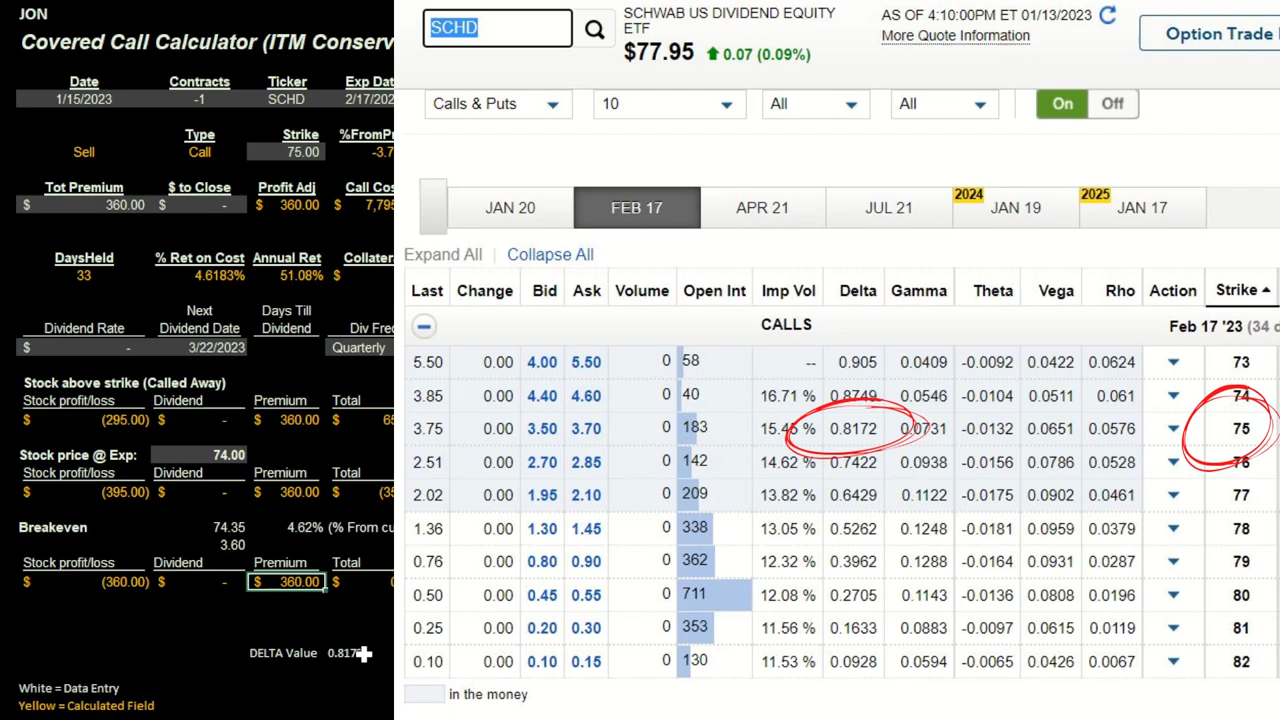 JON
Covered Call Calculator (ITM Conserv
Date Contracts Ticker Exp Dat
1/15/2023 -1 SCHD 2/17/202
Type Strike %FromPr
Sell Call 75.00 -3.7
Tot Premium $ to Close Profit Adj Call Cos
$ 360.00 $ - $ 360.00 $ 7,795
DaysHeld % Ret on Cost Annual Ret Collater
33 4.6183% 51.08% $
Next Days Till
Dividend Rate Dividend Date Dividend Div Fre
$ - 3/22/2023 Quarterly
Stock above strike (Called Away)
Stock profit/loss Dividend Premium Total
$ (295.00) $ - $ 360.00 $ 65
Stock price @ Exp: 74.00
Stock profit/loss Dividend Premium Total
$ (395.00) $ - $ 360.00 $ (35
Breakeven 74.35 4.62% (% From cu
3.60
Stock profit/loss Dividend Premium Total
$ (360.00) $ - $ 360.00 $ 0
DELTA Value 0.817
White = Data Entry
Yellow = Calculated Field
SCHD
SCHWAB US DIVIDEND EQUITY
ETF
$77.95 0.07 (0.09%)
AS OF 4:10:00PM ET 01/13/2023
More Quote Information
Option Trade
Calls & Puts 10 All All On Off
2024 2025
JAN 20 FEB 17 APR 21 JUL 21 JAN 19 JAN 17
Expand All | Collapse All
Last Change Bid Ask Volume Open Int Imp Vol Delta Gamma Theta Vega Rho Action Strike
CALLS Feb 17 '23 (34 d
5.50 0.00 4.00 5.50 0 58 -- 0.905 0.0409 -0.0092 0.0422 0.0624 73
3.85 0.00 4.40 4.60 0 40 16.71 % 0.8749 0.0546 -0.0104 0.0511 0.061 74
3.75 0.00 3.50 3.70 0 183 15.45 % 0.8172 0.0731 -0.0132 0.0651 0.0576 75
2.51 0.00 2.70 2.85 0 142 14.62 % 0.7422 0.0938 -0.0156 0.0786 0.0528 76
2.02 0.00 1.95 2.10 0 209 13.82 % 0.6429 0.1122 -0.0175 0.0902 0.0461 77
1.36 0.00 1.30 1.45 0 338 13.05 % 0.5262 0.1248 -0.0181 0.0959 0.0379 78
0.76 0.00 0.80 0.90 0 362 12.32 % 0.3962 0.1288 -0.0164 0.0931 0.0287 79
0.50 0.00 0.45 0.55 0 711 12.08 % 0.2705 0.1143 -0.0136 0.0808 0.0196 80
0.25 0.00 0.20 0.30 0 353 11.56 % 0.1633 0.0883 -0.0097 0.0615 0.0119 81
0.10 0.00 0.10 0.15 0 130 11.53 % 0.0928 0.0594 -0.0065 0.0426 0.0067 82
in the money